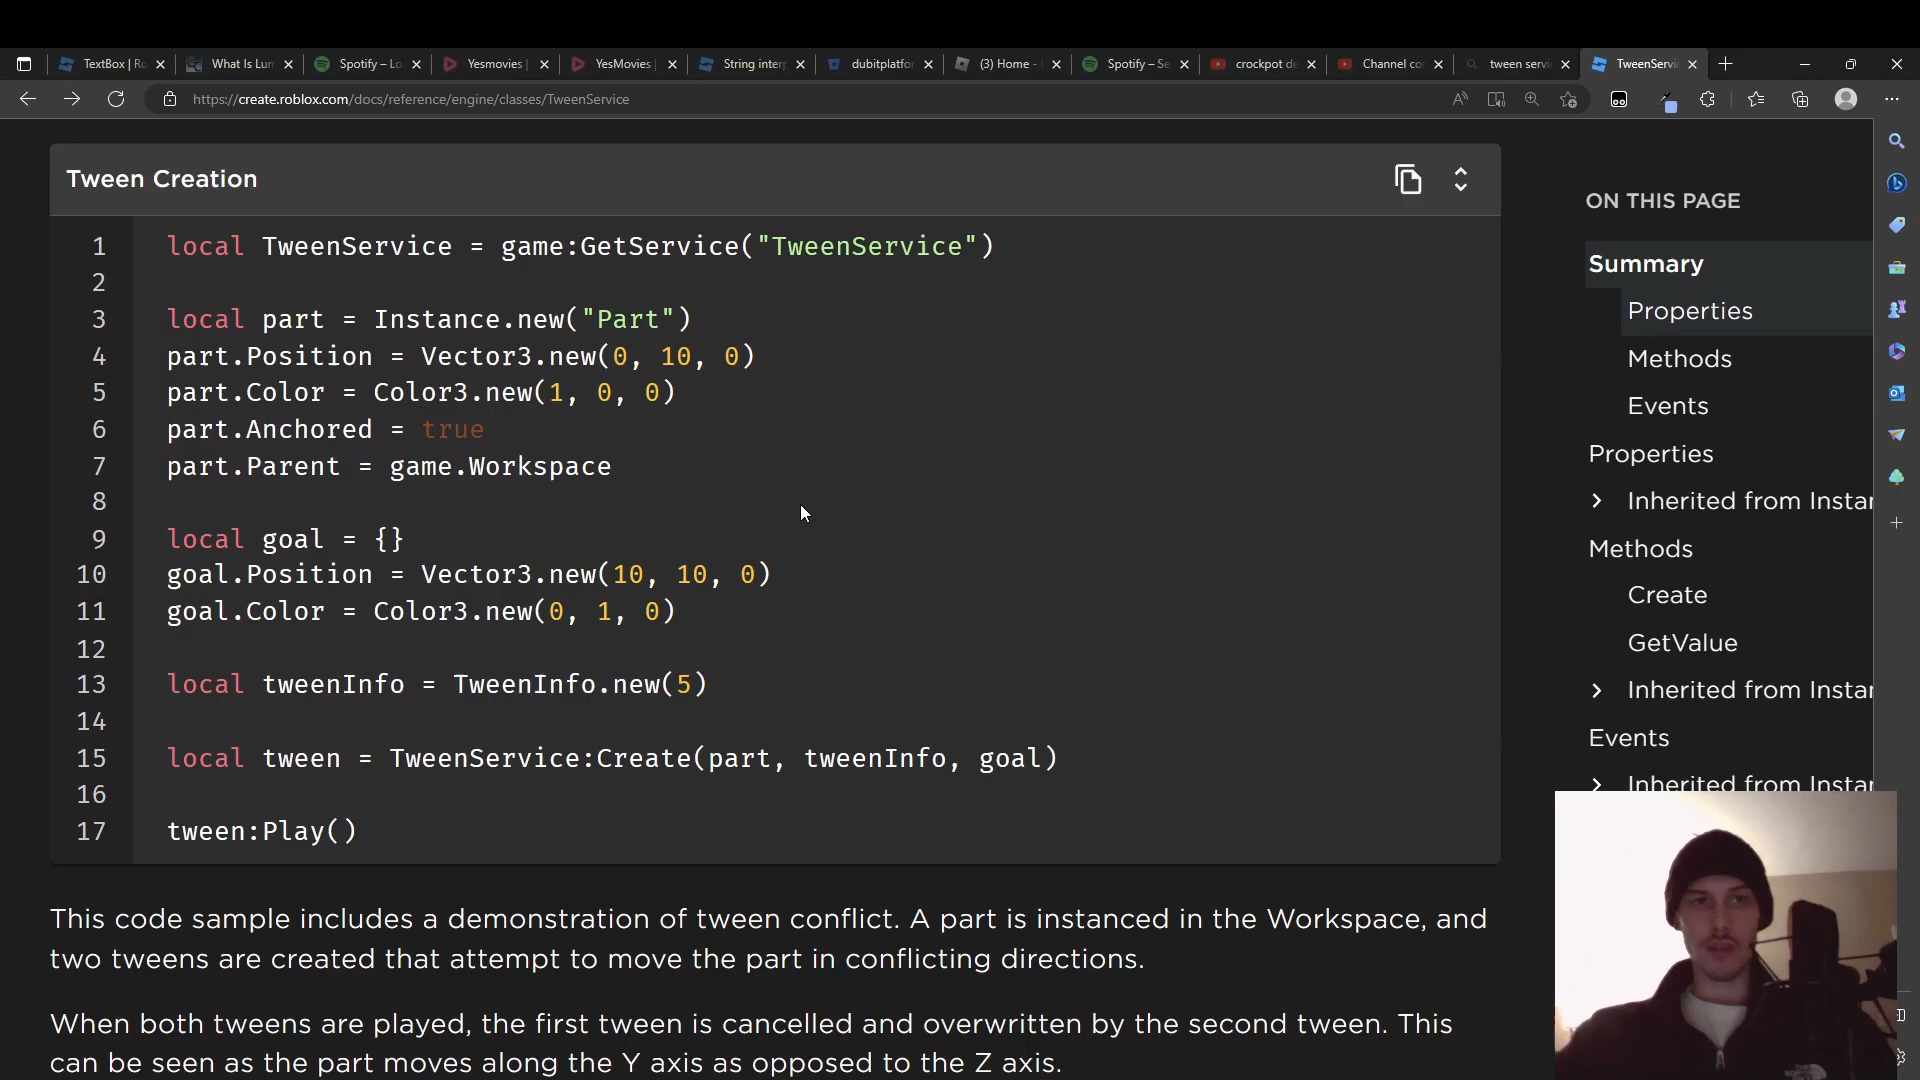 TextBox | Ro
What Is Lun
Spotify – Lo
Yesmovies |
YesMovies |
String interp
dubitplatfor
(3) Home -
Spotify – Se
crockpot de
Channel co
tween servi
TweenServi
https://create.roblox.com/docs/reference/engine/classes/TweenService
Tween Creation
1 local TweenService = game:GetService("TweenService")
2
3 local part = Instance.new("Part")
4 part.Position = Vector3.new(0, 10, 0)
5 part.Color = Color3.new(1, 0, 0)
6 part.Anchored = true
7 part.Parent = game.Workspace
8
9 local goal = {}
10 goal.Position = Vector3.new(10, 10, 0)
11 goal.Color = Color3.new(0, 1, 0)
12
13 local tweenInfo = TweenInfo.new(5)
14
15 local tween = TweenService:Create(part, tweenInfo, goal)
16
17 tween:Play()
This code sample includes a demonstration of tween conflict. A part is instanced in the Workspace, and
two tweens are created that attempt to move the part in conflicting directions.
When both tweens are played, the first tween is cancelled and overwritten by the second tween. This
can be seen as the part moves along the Y axis as opposed to the Z axis.
ON THIS PAGE
Summary
Properties
Methods
Events
Properties
Inherited from Instan
Methods
Create
GetValue
Inherited from Instan
Events
Inherited from Instan